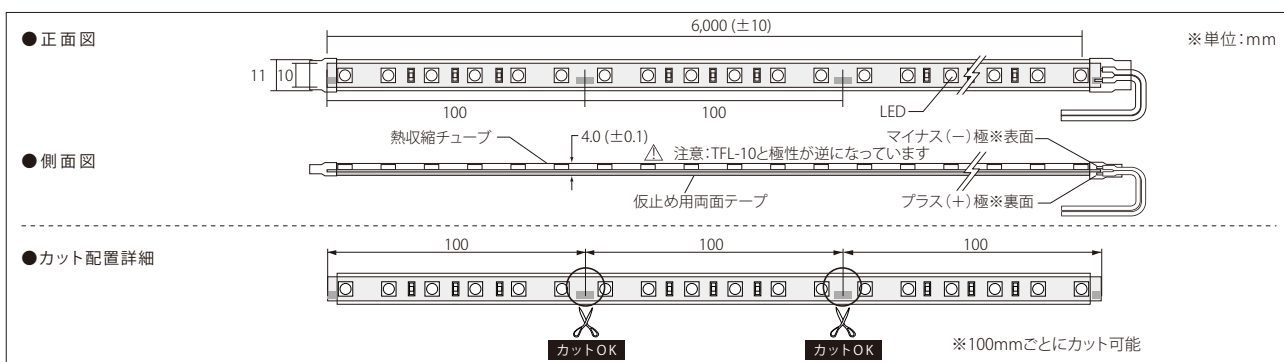 ●正面図
6,000 (±10)
※単位：mm
11
10
100
100
LED
●側面図
熱収縮チューブ
4.0 (±0.1)
注意：TFL-10と極性が逆になっています
マイナス(−)極※表面
仮止め用両面テープ
プラス(+)極※裏面
●カット配置詳細
100
100
100
カットOK
カットOK
※100mmごとにカット可能